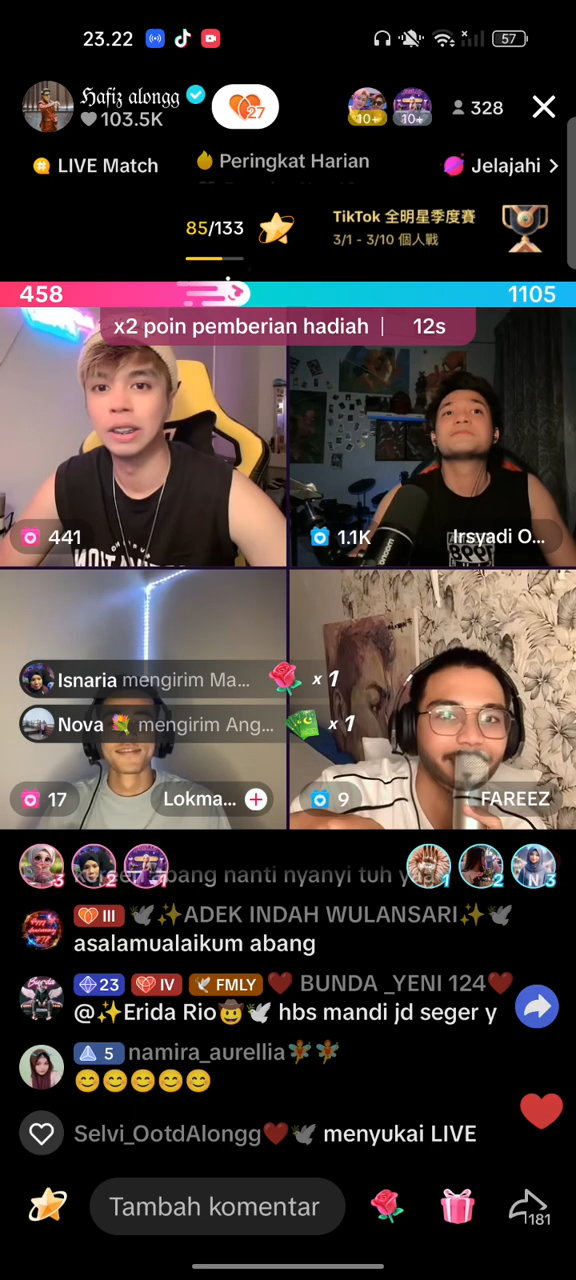 23.22
57
ℌafiz alongg
103.5K
27
10+
10+
328
LIVE Match
Peringkat Harian
Jelajahi >
85/133
TikTok 全明星季度賽
3/1 - 3/10 個人戰
458
1105
x2 poin pemberian hadiah | 12s
441
1.1K
Irsyadi O...
Isnaria mengirim Ma...
x 1
Nova 💐 mengirim Ang...
x 1
17
Lokma...
9
FAREEZ
3
2
1
1
2
N 3
abang nanti nyanyi tuh
III 🕊✨ADEK INDAH WULANSARI✨🕊
asalamualaikum abang
23 IV FMLY ❤️ BUNDA _YENI 124❤️
@✨Erida Rio🤠🕊 hbs mandi jd seger y
5 namira_aurellia🧚🧚
😊😊😊😊😊
Selvi_OotdAlongg❤️🕊 menyukai LIVE
Tambah komentar
181